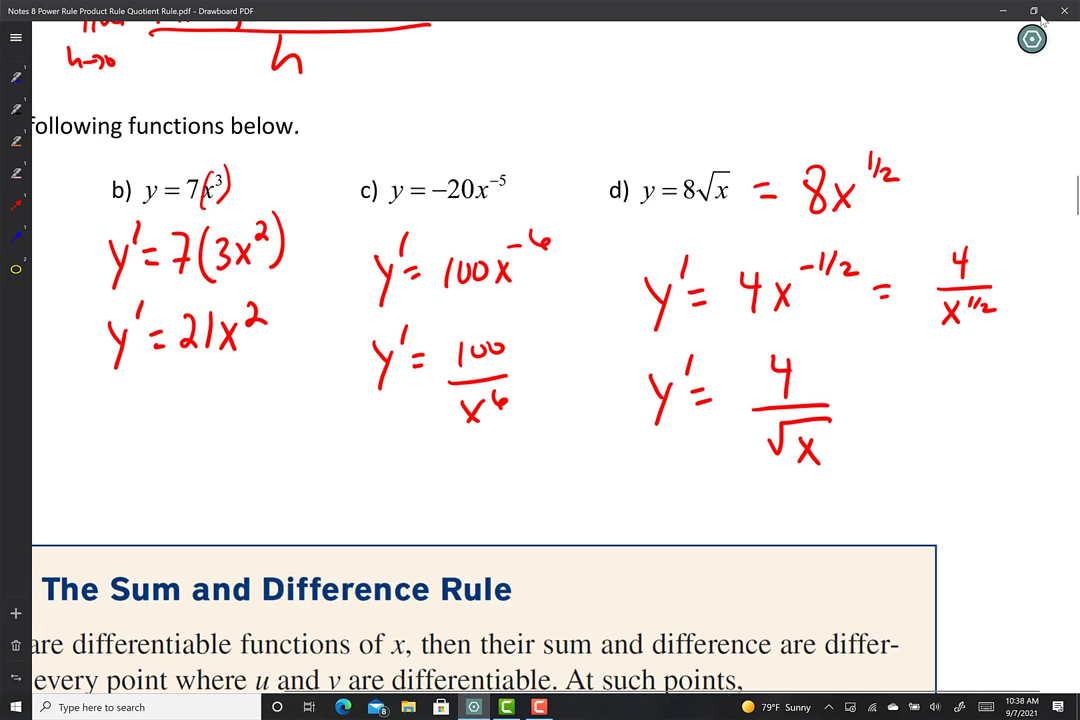 Notes 8 Power Rule Product Rule Quotient Rule.pdf - Drawboard PDF
h→0
h
following functions below.
b) y = 7(x³)
y' = 7(3x²)
y' = 21x²
c) y = −20x⁻⁵
y' = 100x⁻⁶
y' = 100/x⁶
d) y = 8√x = 8x^1/2
y' = 4x^-1/2 = 4/x^1/2
y' = 4/√x
The Sum and Difference Rule
are differentiable functions of x, then their sum and difference are differ-
every point where u and v are differentiable. At such points,
Type here to search
8
79°F Sunny
10:38 AM
9/7/2021